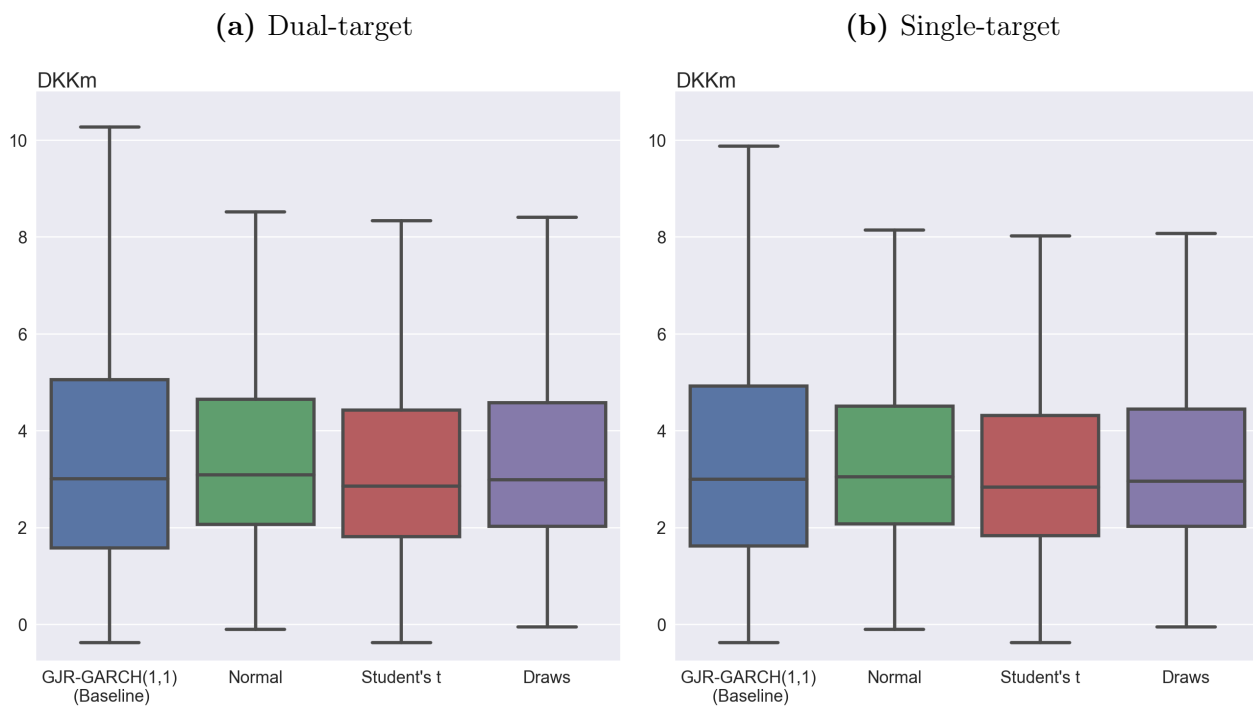 (a) Dual-target
DKKm
10
8
6
4
2
0
GJR-GARCH(1,1)
(Baseline)
Normal
Student's t
Draws
(b) Single-target
DKKm
10
8
6
4
2
0
GJR-GARCH(1,1)
(Baseline)
Normal
Student's t
Draws